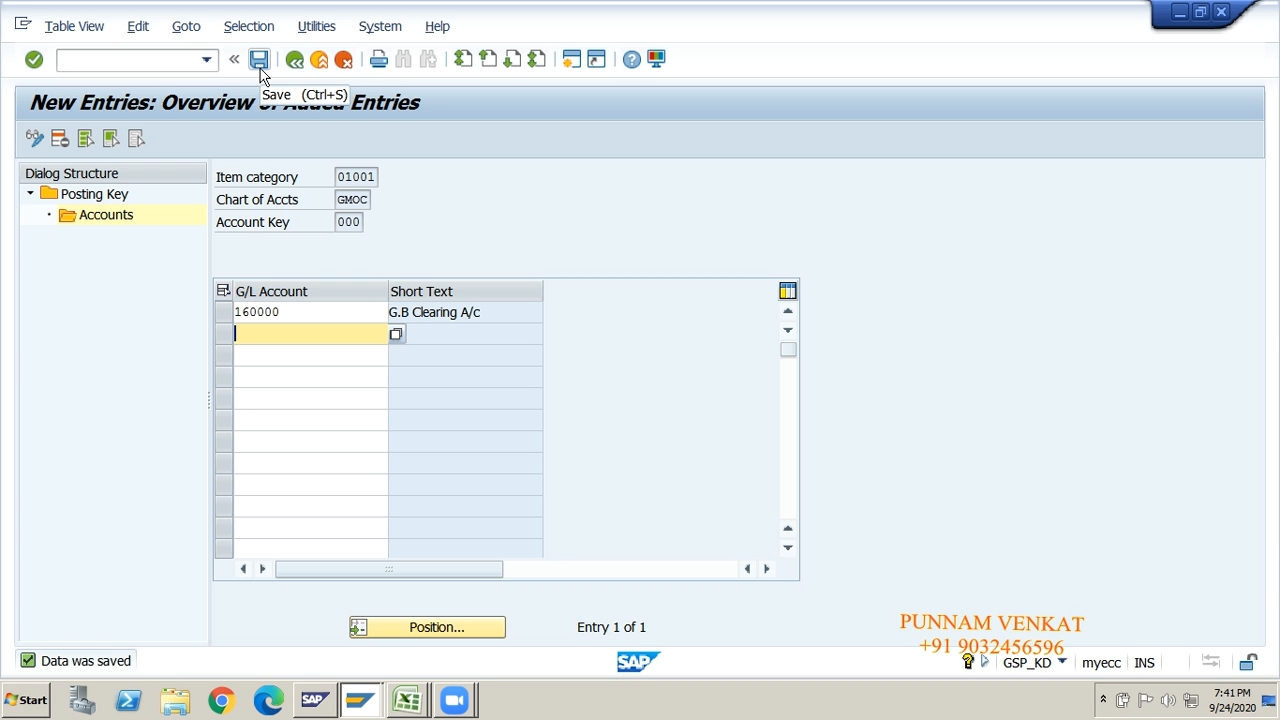 Table View Edit Goto Selection Utilities System Help
Save (Ctrl+S)
New Entries: Overview of Added Entries
Dialog Structure
Posting Key
Accounts
Item category 01001
Chart of Accts GMOC
Account Key 000
G/L Account Short Text
160000 G.B Clearing A/c
Position... Entry 1 of 1
PUNNAM VENKAT
+91 9032456596
Data was saved
SAP
GSP_KD myecc INS
Start
SAP
7:41 PM
9/24/2020